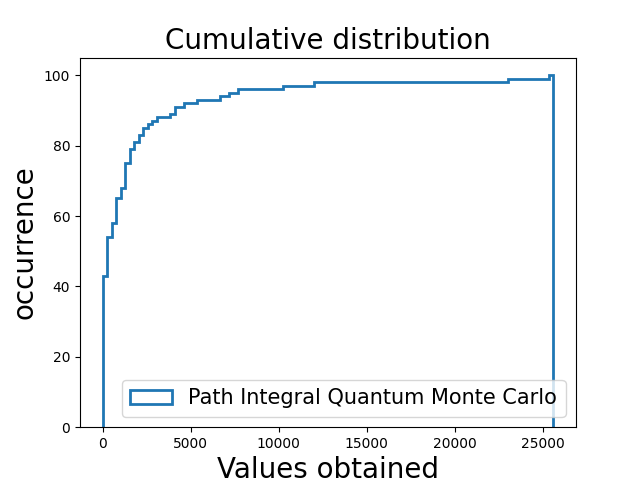 Cumulative distribution
occurrence
100
80
60
40
20
0
Path Integral Quantum Monte Carlo
0 5000 10000 15000 20000 25000
Values obtained